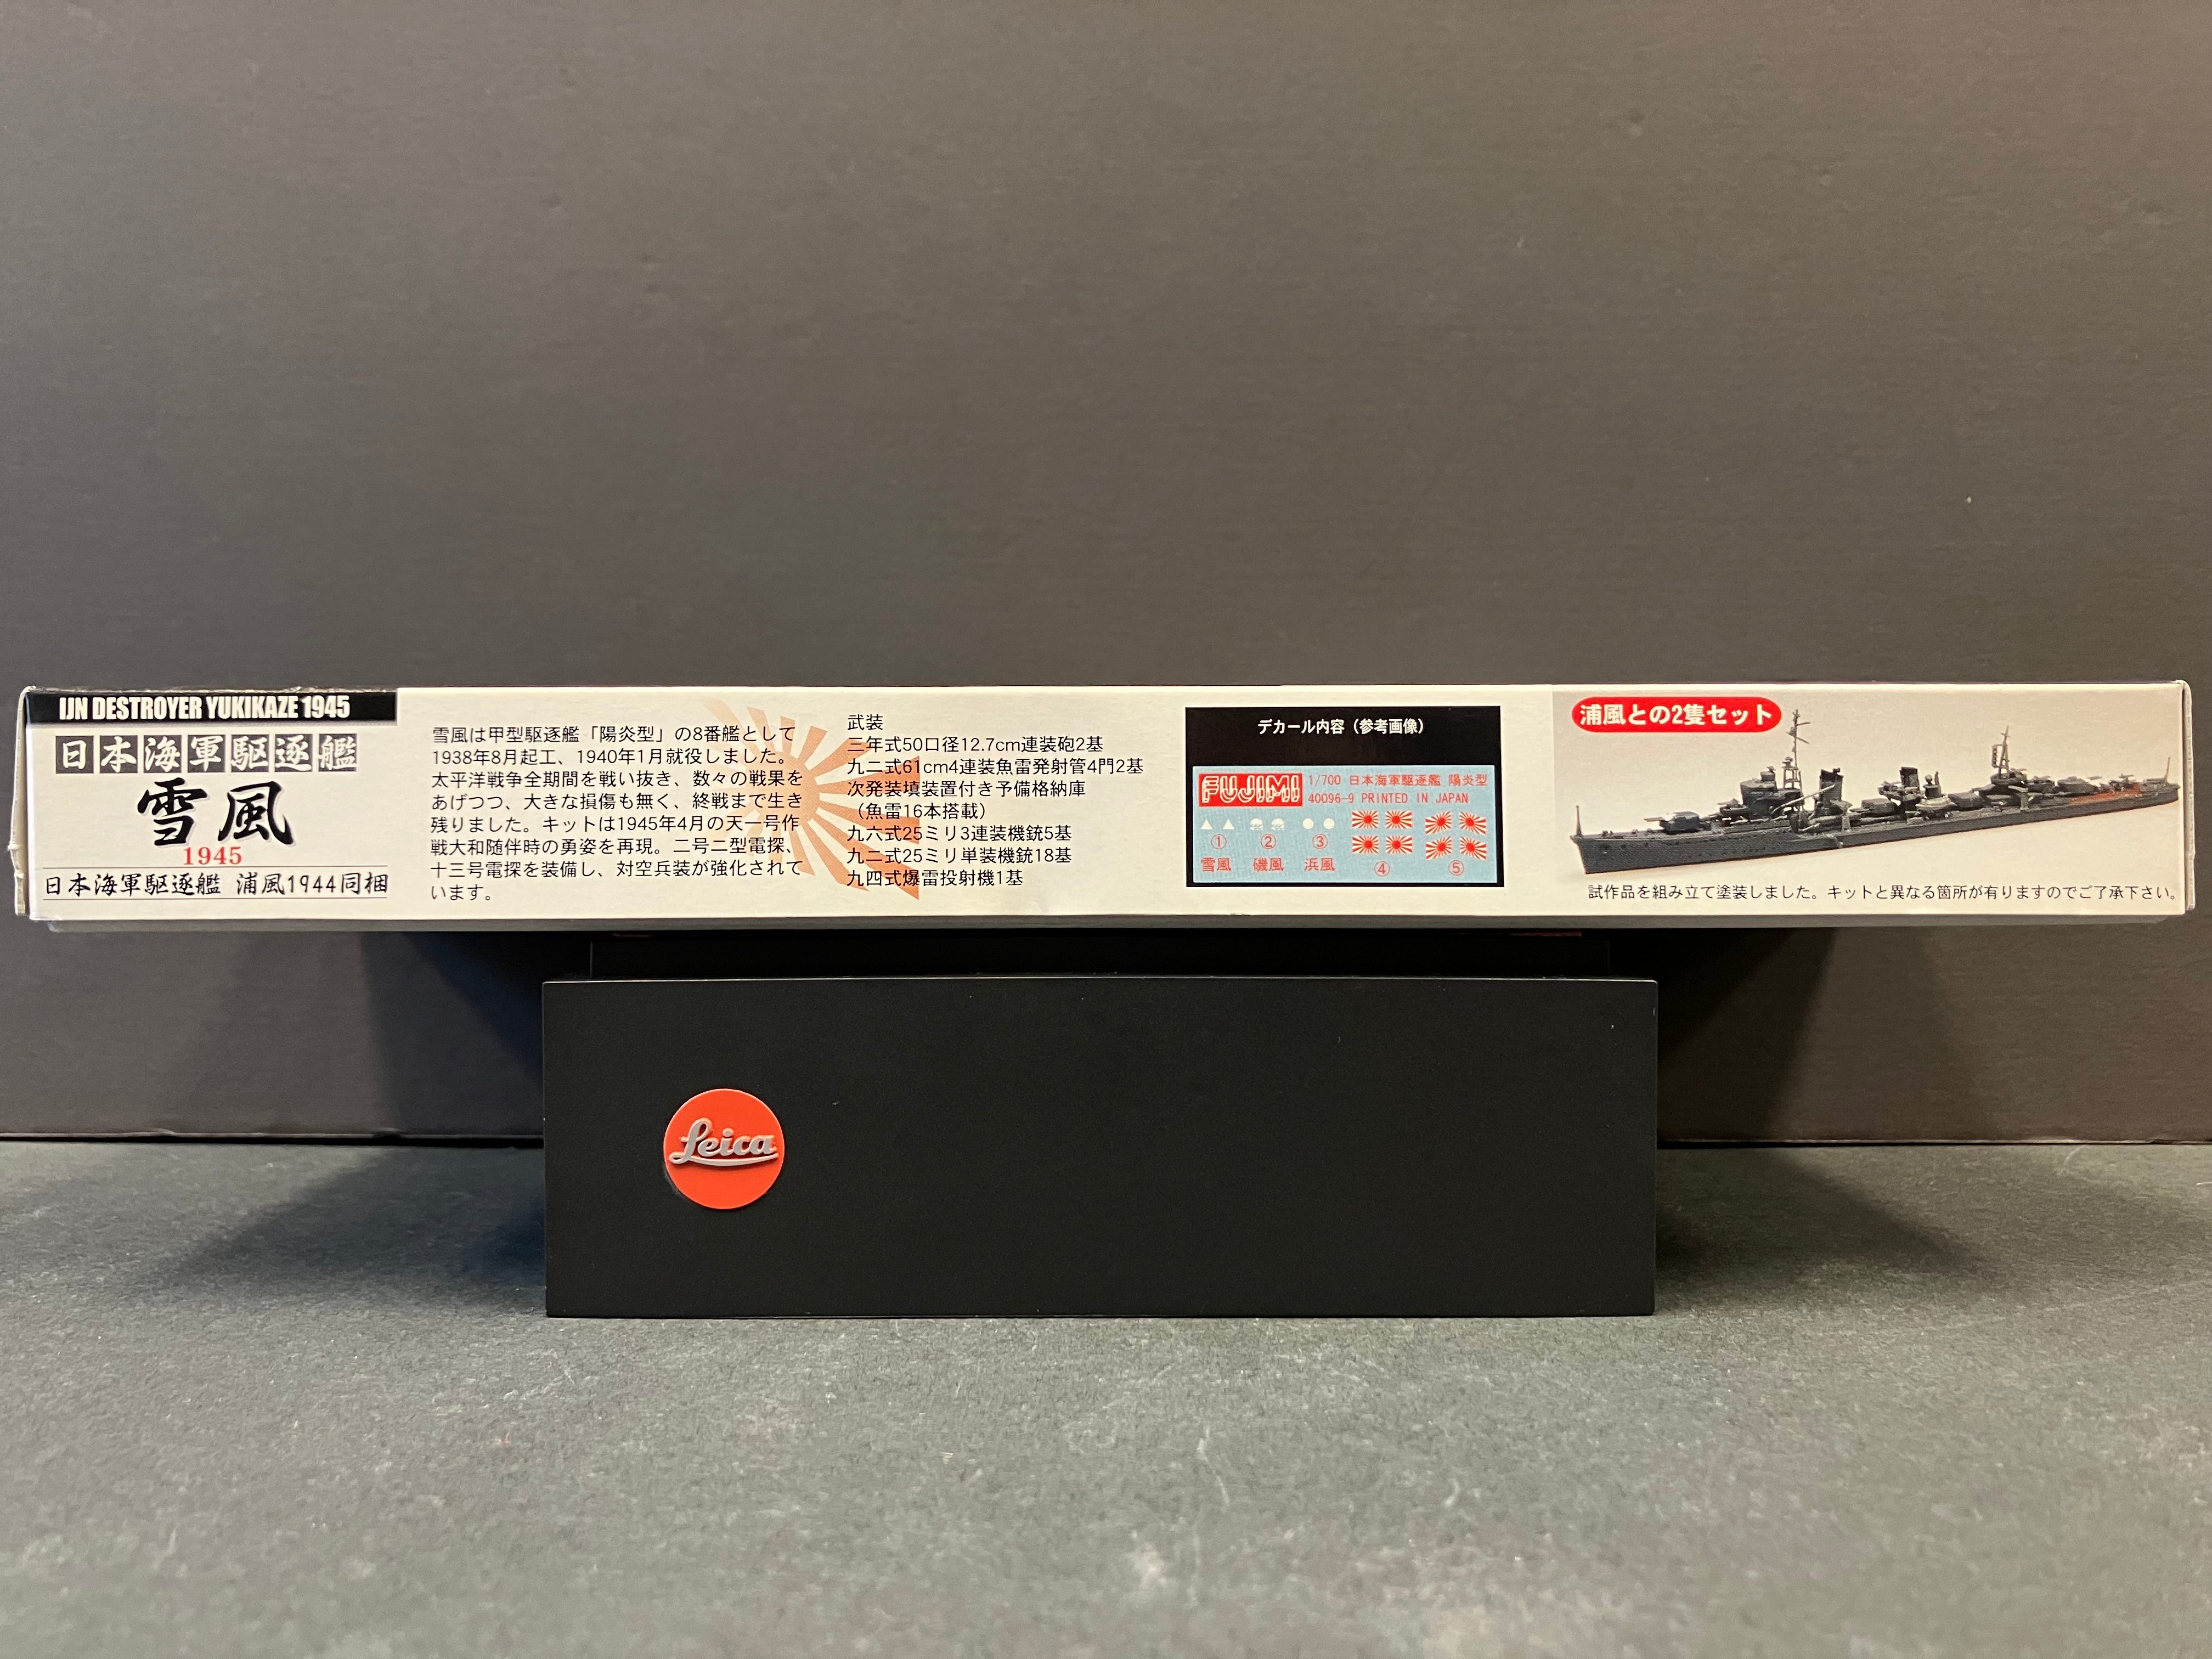 IJN DESTROYER YUKIKAZE 1945
日本海軍駆逐艦
雪風
1945
日本海軍駆逐艦 浦風1944同梱
雪風は甲型駆逐艦「陽炎型」の8番艦として
1938年8月起工、1940年1月就役しました。
太平洋戦争全期間を戦い抜き、数々の戦果を
あげつつ、大きな損傷も無く、終戦まで生き
残りました。キットは1945年4月の天一号作
戦大和随伴時の勇姿を再現。二号二型電探、
十三号電探を装備し、対空兵装が強化されて
います。
武装
三年式50口径12.7cm連装砲2基
九二式61cm4連装魚雷発射管4門2基
次発装填装置付き予備格納庫
（魚雷16本搭載）
九六式25ミリ3連装機銃5基
九二式25ミリ単装機銃18基
九四式爆雷投射機1基
デカール内容（参考画像）
FUJIMI
1/700 日本海軍駆逐艦 陽炎型
40096-9 PRINTED IN JAPAN
① ② ③ ④ ⑤
雪風 磯風 浜風
浦風との2隻セット
試作品を組み立て塗装しました。キットと異なる箇所が有りますのでご了承下さい。
Leica